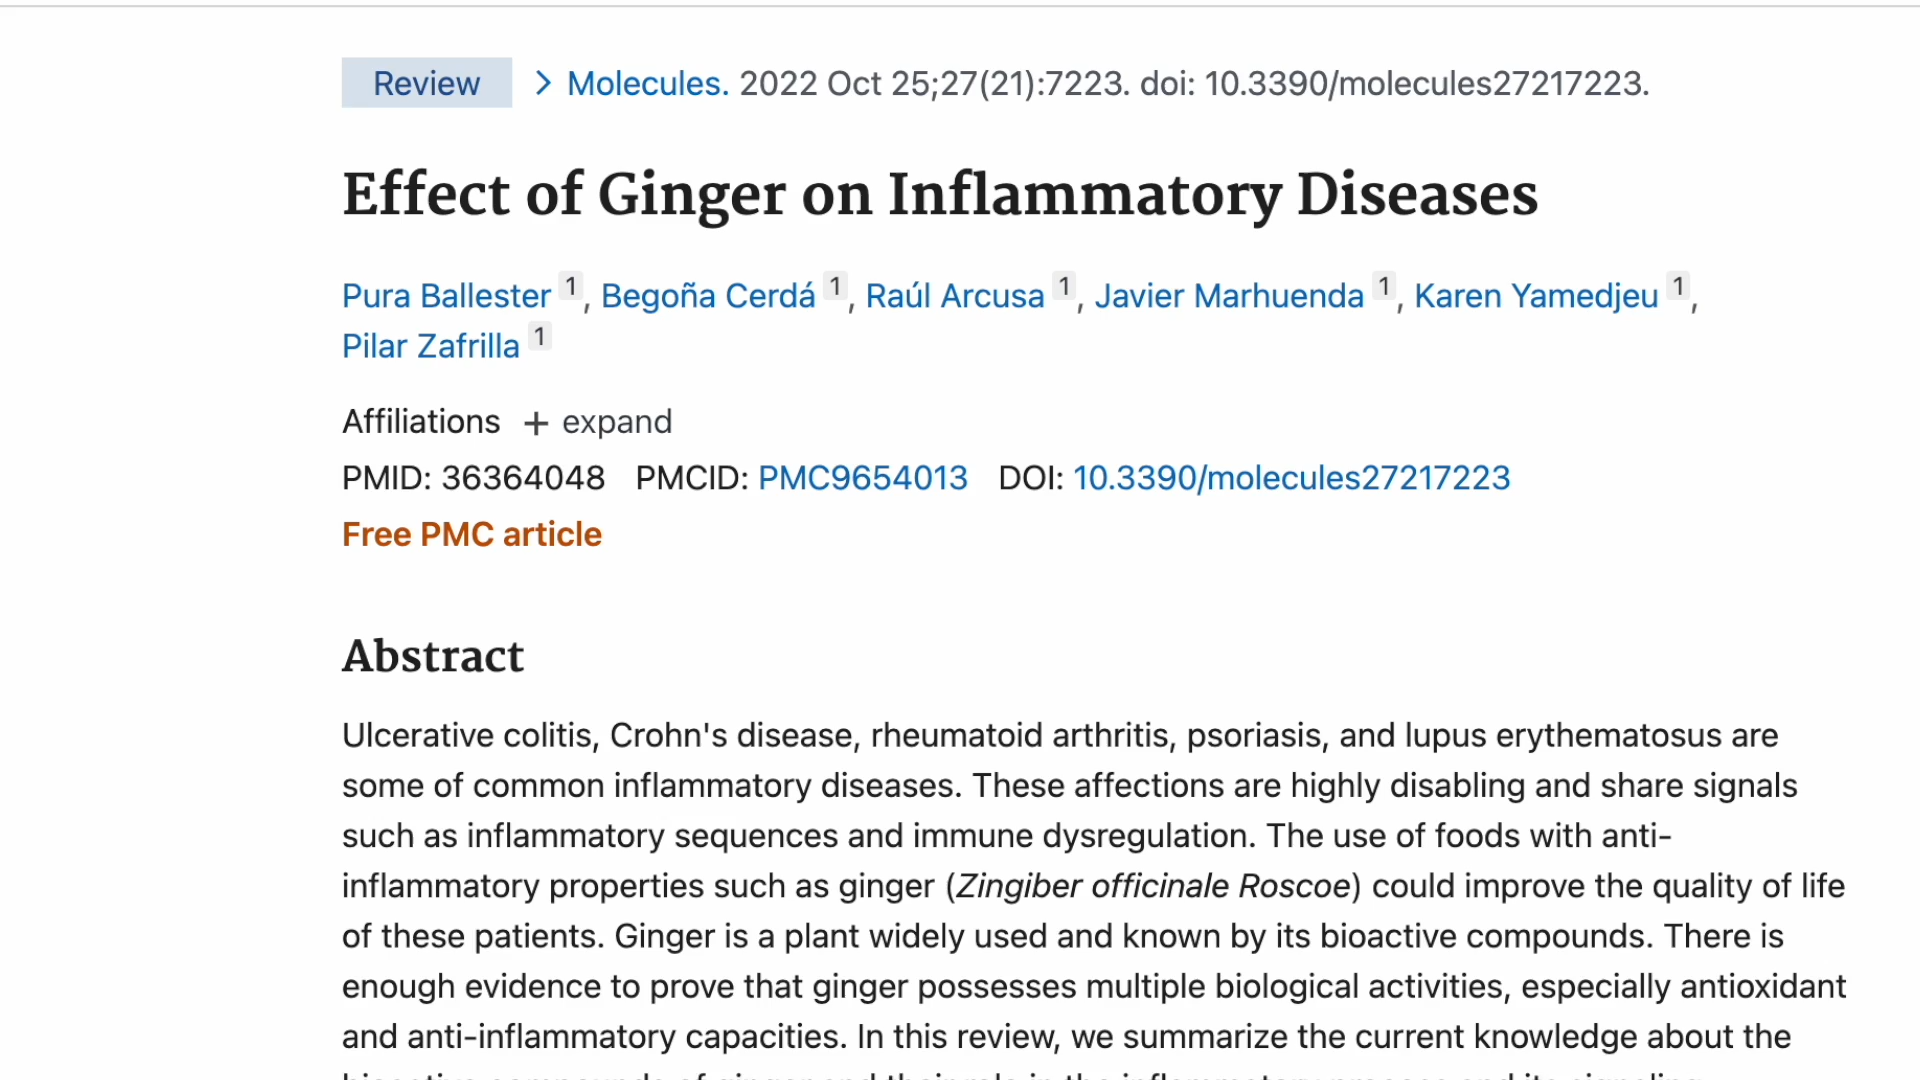 Review > Molecules. 2022 Oct 25;27(21):7223. doi: 10.3390/molecules27217223.
Effect of Ginger on Inflammatory Diseases
Pura Ballester 1, Begoña Cerdá 1, Raúl Arcusa 1, Javier Marhuenda 1, Karen Yamedjeu 1,
Pilar Zafrilla 1
Affiliations + expand
PMID: 36364048 PMCID: PMC9654013 DOI: 10.3390/molecules27217223
Free PMC article
Abstract
Ulcerative colitis, Crohn's disease, rheumatoid arthritis, psoriasis, and lupus erythematosus are
some of common inflammatory diseases. These affections are highly disabling and share signals
such as inflammatory sequences and immune dysregulation. The use of foods with anti-
inflammatory properties such as ginger (Zingiber officinale Roscoe) could improve the quality of life
of these patients. Ginger is a plant widely used and known by its bioactive compounds. There is
enough evidence to prove that ginger possesses multiple biological activities, especially antioxidant
and anti-inflammatory capacities. In this review, we summarize the current knowledge about the